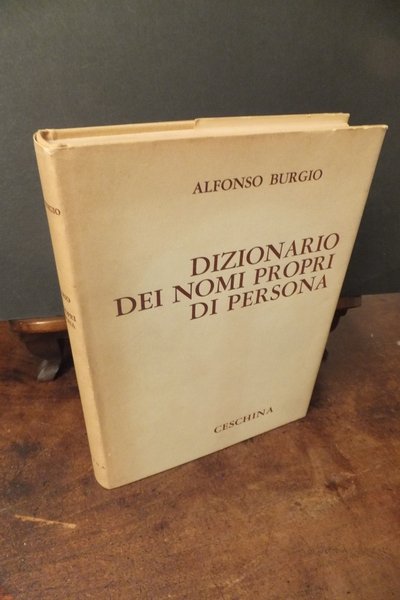 ALFONSO BURGIO
DIZIONARIO
DEI NOMI PROPRI
DI PERSONA
CESCHINA